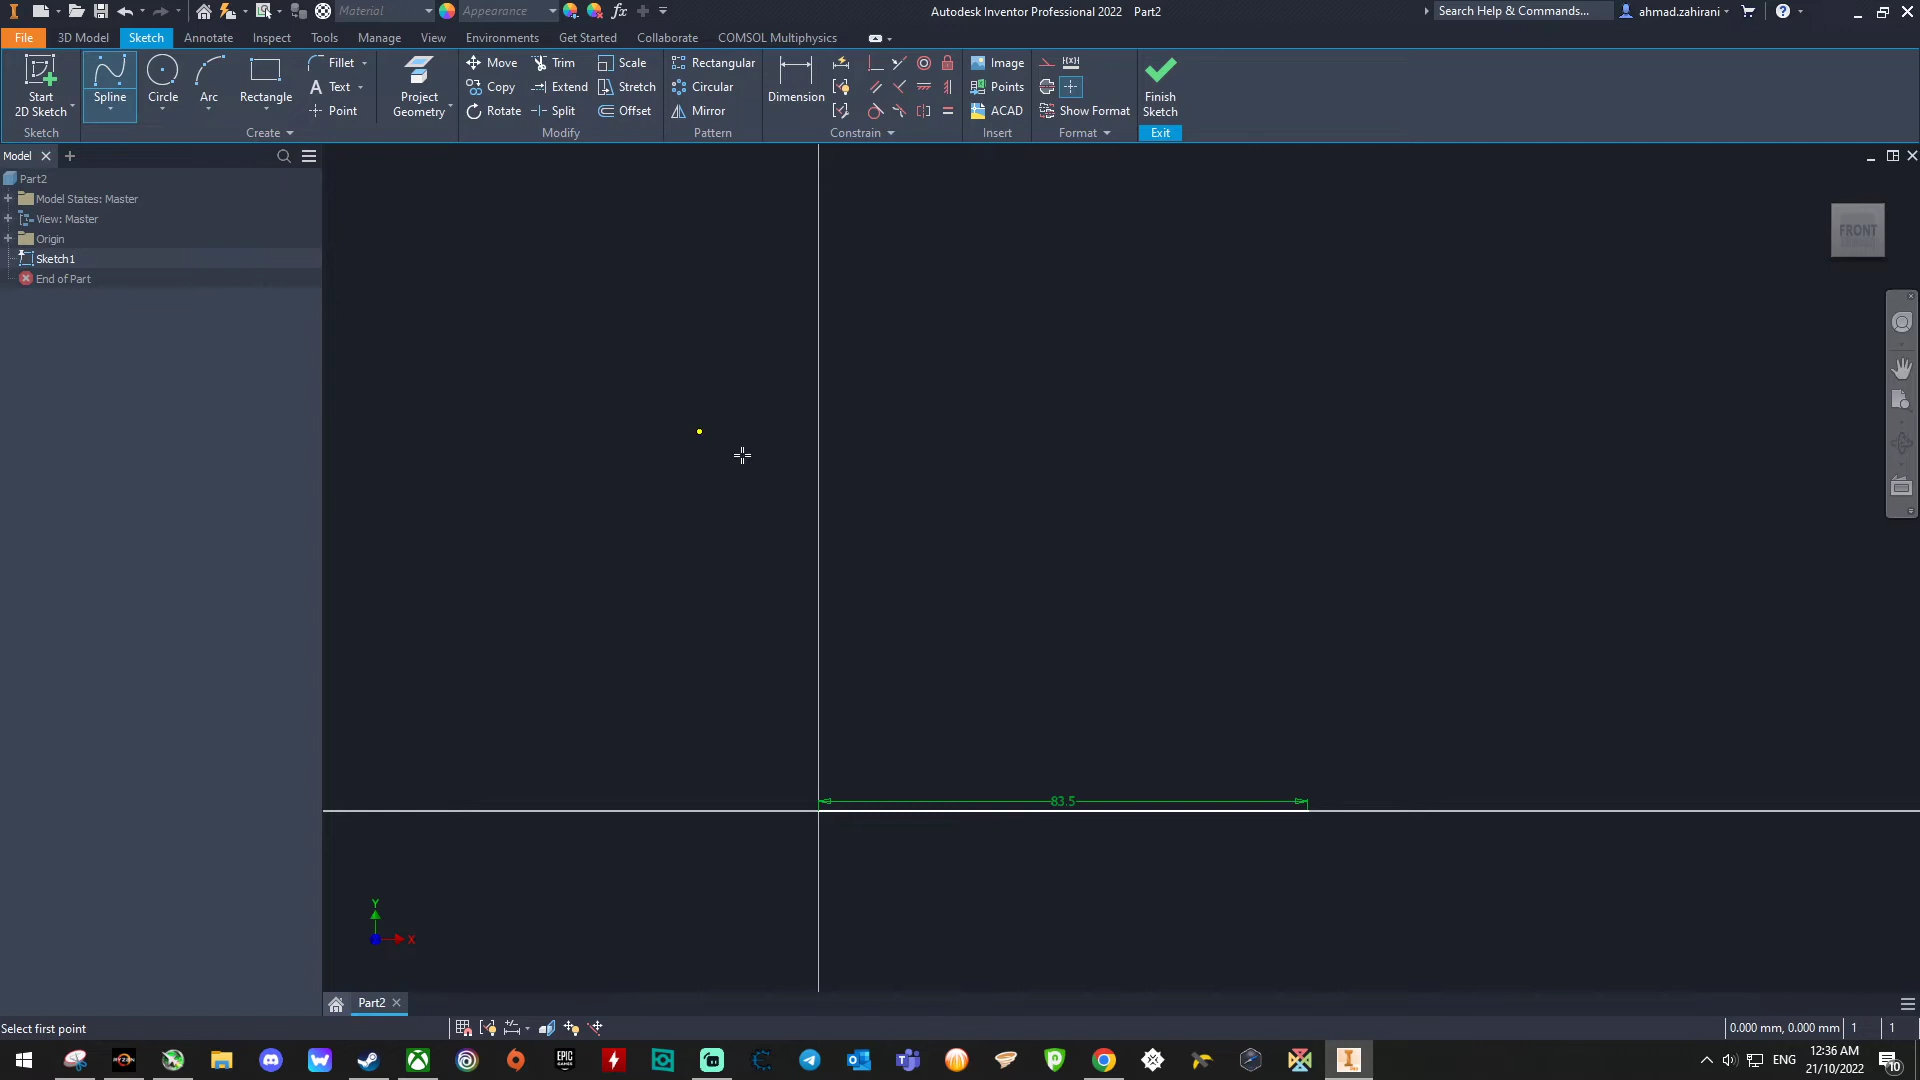 Material
Appearance
Autodesk Inventor Professional 2022 Part2
Search Help & Commands...
ahmad.zahirani
File 3D Model Sketch Annotate Inspect Tools Manage View Environments Get Started Collaborate COMSOL Multiphysics
Start
2D Sketch
Spline
Circle
Arc
Rectangle
Fillet
Text
Point
Project
Geometry
Move
Copy
Rotate
Trim
Extend
Split
Scale
Stretch
Offset
Rectangular
Circular
Mirror
Dimension
Image
Points
ACAD
Show Format
Finish
Sketch
Sketch Create Modify Pattern Constrain Insert Format Exit
Model
Part2
Model States: Master
View: Master
Origin
Sketch1
End of Part
FRONT
83.5
Y
X
Part2
Select first point
0.000 mm, 0.000 mm 1 1
RYZEN
EPIC
GAMES
ENG
12:36 AM
21/10/2022
10